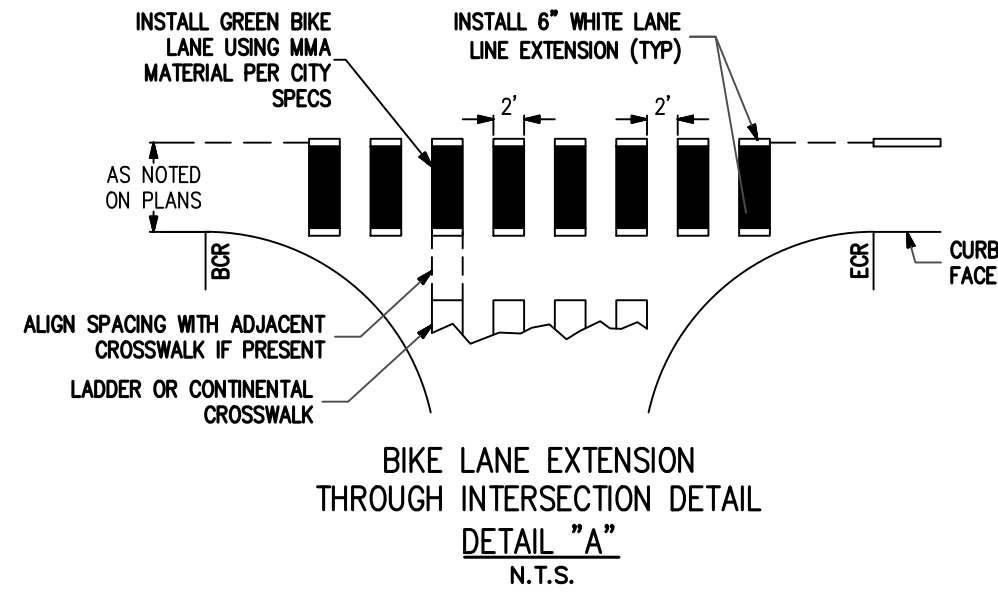 INSTALL GREEN BIKE
LANE USING MMA
MATERIAL PER CITY
SPECS
INSTALL 6" WHITE LANE
LINE EXTENSION (TYP)
2'
2'
AS NOTED
ON PLANS
BCR
ECR
CURB
FACE
ALIGN SPACING WITH ADJACENT
CROSSWALK IF PRESENT
LADDER OR CONTINENTAL
CROSSWALK
BIKE LANE EXTENSION
THROUGH INTERSECTION DETAIL
DETAIL "A"
N.T.S.